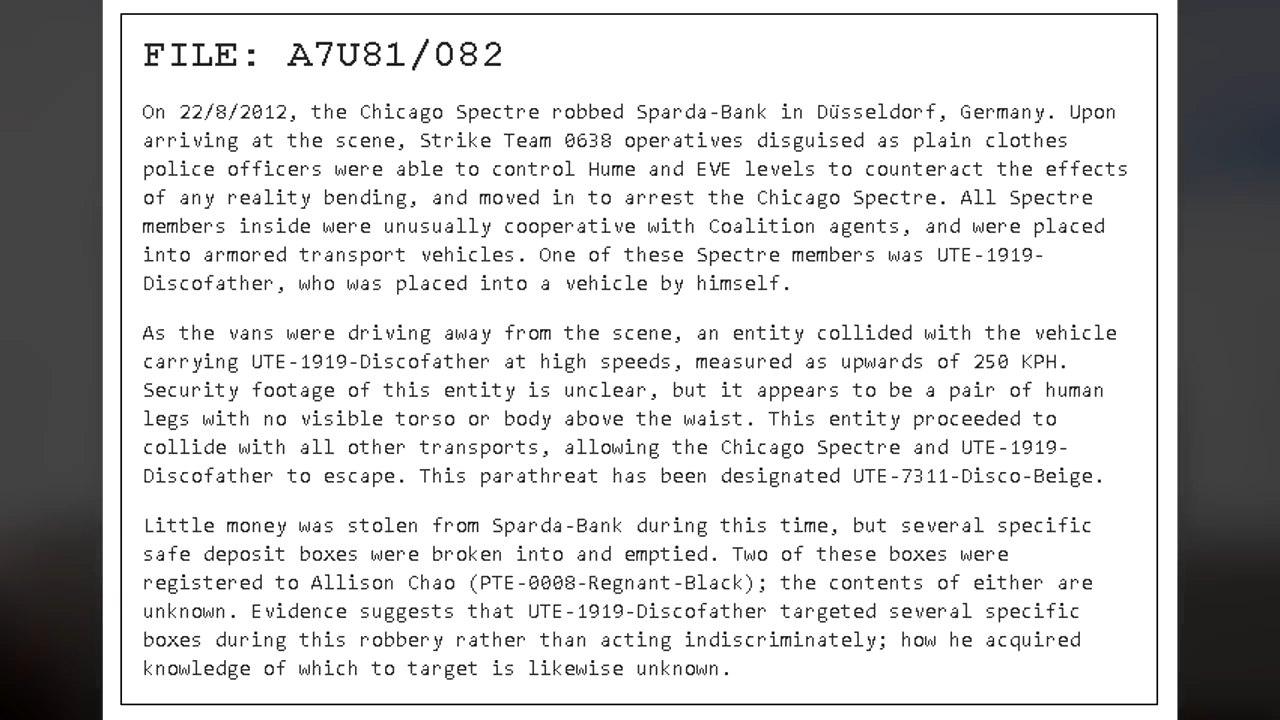 FILE: A7U81/082
On 22/8/2012, the Chicago Spectre robbed Sparda-Bank in Düsseldorf, Germany. Upon
arriving at the scene, Strike Team 0638 operatives disguised as plain clothes
police officers were able to control Hume and EVE levels to counteract the effects
of any reality bending, and moved in to arrest the Chicago Spectre. All Spectre
members inside were unusually cooperative with Coalition agents, and were placed
into armored transport vehicles. One of these Spectre members was UTE-1919-
Discofather, who was placed into a vehicle by himself.
As the vans were driving away from the scene, an entity collided with the vehicle
carrying UTE-1919-Discofather at high speeds, measured as upwards of 250 KPH.
Security footage of this entity is unclear, but it appears to be a pair of human
legs with no visible torso or body above the waist. This entity proceeded to
collide with all other transports, allowing the Chicago Spectre and UTE-1919-
Discofather to escape. This parathreat has been designated UTE-7311-Disco-Beige.
Little money was stolen from Sparda-Bank during this time, but several specific
safe deposit boxes were broken into and emptied. Two of these boxes were
registered to Allison Chao (PTE-0008-Regnant-Black); the contents of either are
unknown. Evidence suggests that UTE-1919-Discofather targeted several specific
boxes during this robbery rather than acting indiscriminately; how he acquired
knowledge of which to target is likewise unknown.